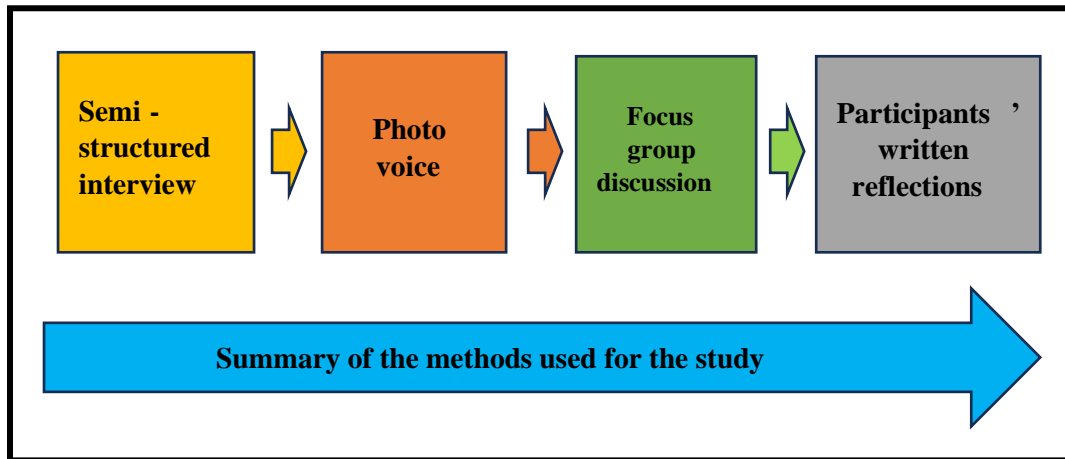 Semi -
structured
interview
Photo
voice
Focus
group
discussion
Participants ’
written
reflections
Summary of the methods used for the study